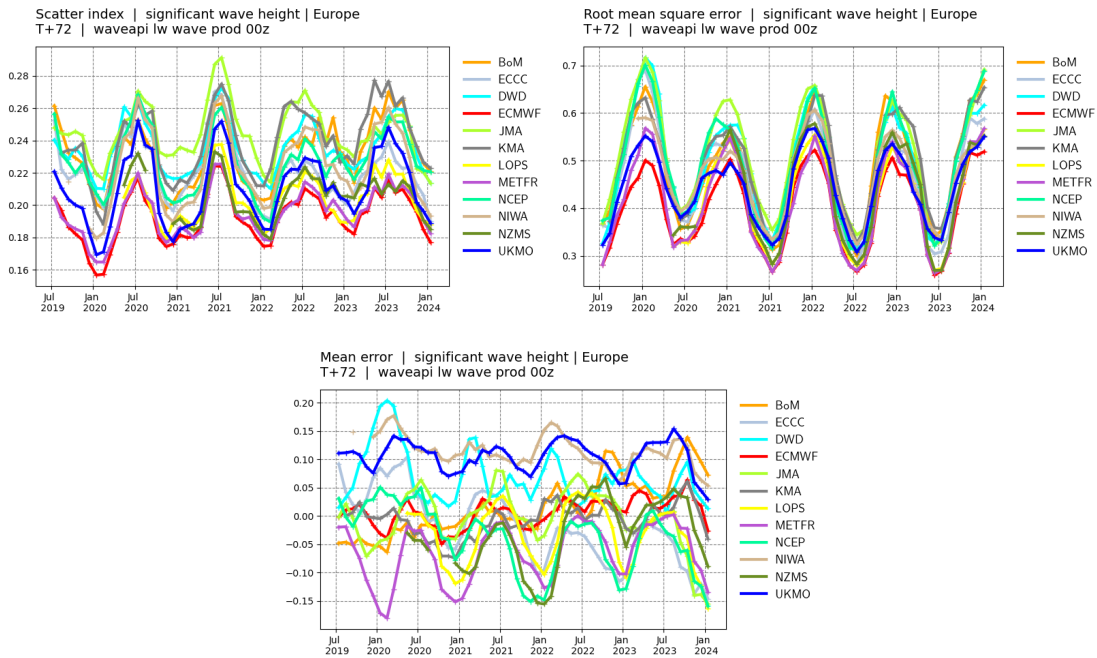 Scatter index | significant wave height | Europe
T+72 | waveapi lw wave prod 00z
0.28
0.26
0.24
0.22
0.20
0.18
0.16
Jul Jan Jul Jan Jul Jan Jul Jan Jul Jan
2019 2020 2020 2021 2021 2022 2022 2023 2023 2024
BoM
ECCC
DWD
ECMWF
JMA
KMA
LOPS
METFR
NCEP
NIWA
NZMS
UKMO
Root mean square error | significant wave height | Europe
T+72 | waveapi lw wave prod 00z
0.7
0.6
0.5
0.4
0.3
Jul Jan Jul Jan Jul Jan Jul Jan Jul Jan
2019 2020 2020 2021 2021 2022 2022 2023 2023 2024
BoM
ECCC
DWD
ECMWF
JMA
KMA
LOPS
METFR
NCEP
NIWA
NZMS
UKMO
Mean error | significant wave height | Europe
T+72 | waveapi lw wave prod 00z
0.20
0.15
0.10
0.05
0.00
−0.05
−0.10
−0.15
Jul Jan Jul Jan Jul Jan Jul Jan Jul Jan
2019 2020 2020 2021 2021 2022 2022 2023 2023 2024
BoM
ECCC
DWD
ECMWF
JMA
KMA
LOPS
METFR
NCEP
NIWA
NZMS
UKMO